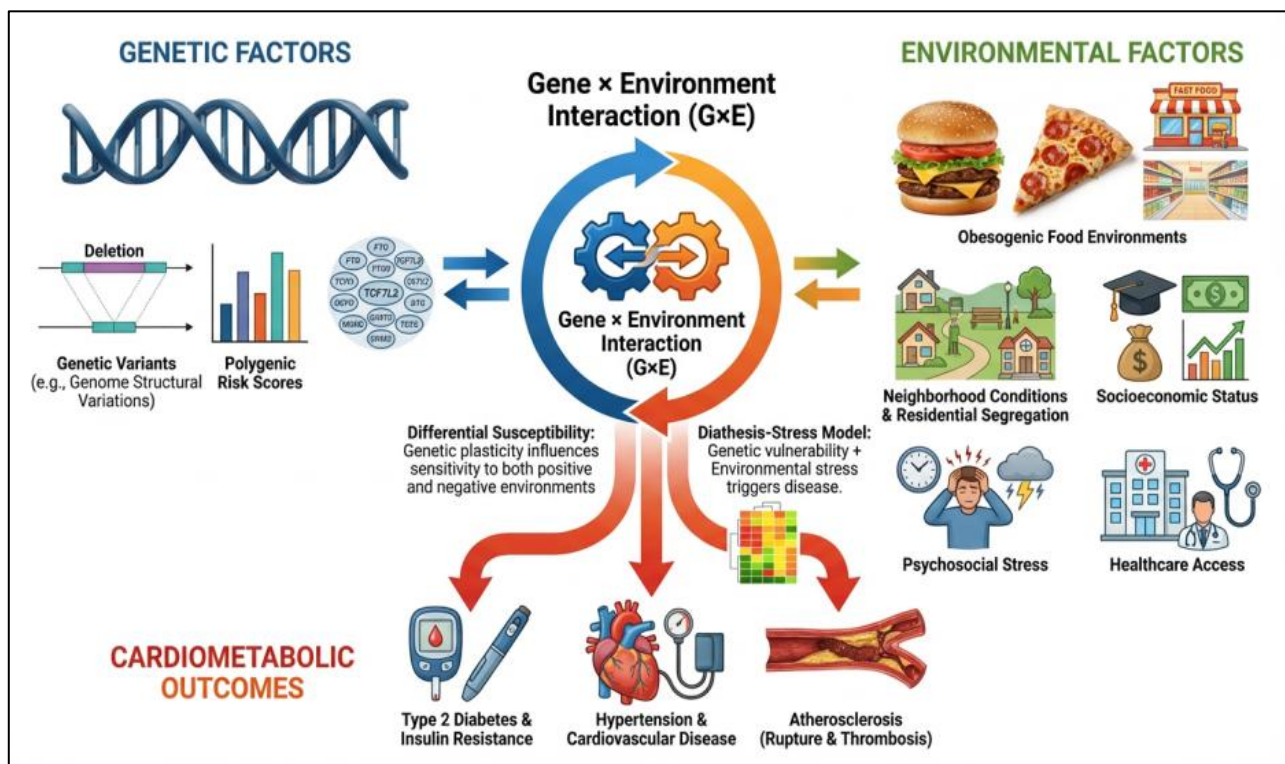 GENETIC FACTORS
Deletion
Genetic Variants
(e.g., Genome Structural
Variations)
Polygenic
Risk Scores
FTO
TCF7L2
Gene × Environment
Interaction (G×E)
Gene × Environment
Interaction
(G×E)
ENVIRONMENTAL FACTORS
FAST FOOD
Obesogenic Food Environments
Neighborhood Conditions
& Residential Segregation
Socioeconomic Status
Psychosocial Stress
Healthcare Access
Differential Susceptibility:
Genetic plasticity influences
sensitivity to both positive
and negative environments
Diathesis-Stress Model:
Genetic vulnerability +
Environmental stress
triggers disease.
CARDIOMETABOLIC
OUTCOMES
Type 2 Diabetes &
Insulin Resistance
Hypertension &
Cardiovascular Disease
Atherosclerosis
(Rupture & Thrombosis)